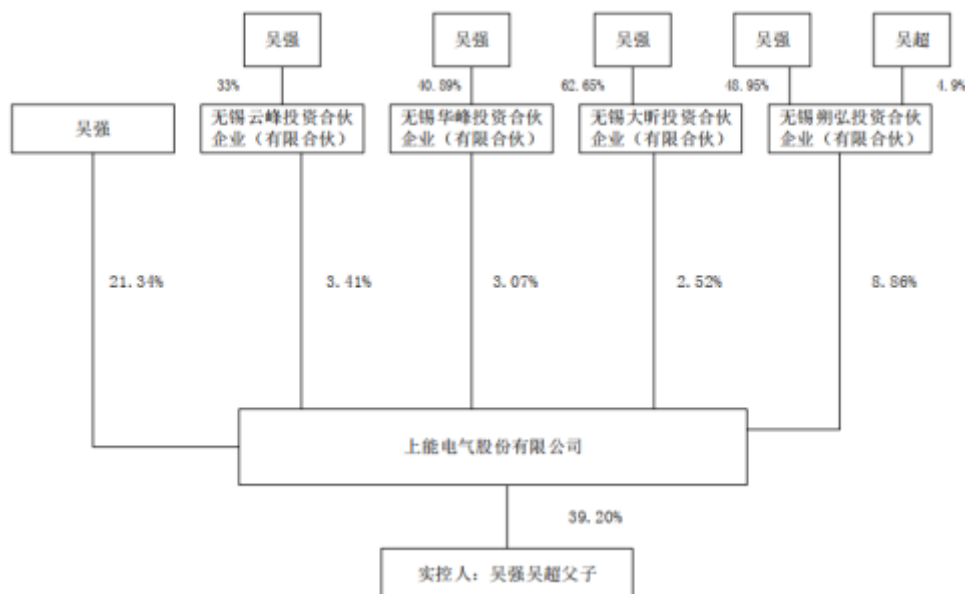 吴强
吴强
吴强
吴强
吴超
33%
40.89%
62.65%
48.95%
4.9%
吴强
无锡云峰投资合伙
企业（有限合伙）
无锡华峰投资合伙
企业（有限合伙）
无锡大昕投资合伙
企业（有限合伙）
无锡朔弘投资合伙
企业（有限合伙）
21.34%
3.41%
3.07%
2.52%
8.86%
上能电气股份有限公司
39.20%
实控人：吴强吴超父子